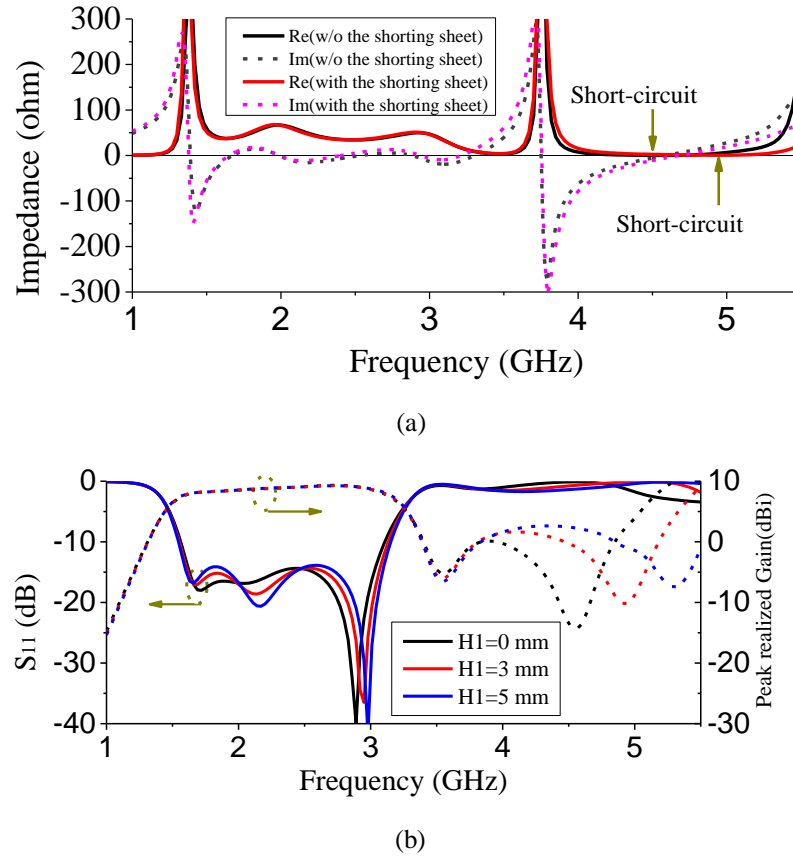 300
200
100
0
-100
-200
-300
Impedance (ohm)
Re(w/o the shorting sheet)
Im(w/o the shorting sheet)
Re(with the shorting sheet)
Im(with the shorting sheet)
Short-circuit
Short-circuit
1 2 3 4 5
Frequency (GHz)
(a)
0
-10
-20
-30
-40
S11 (dB)
H1=0 mm
H1=3 mm
H1=5 mm
10
0
-10
-20
-30
Peak realized Gain(dBi)
1 2 3 4 5
Frequency (GHz)
(b)